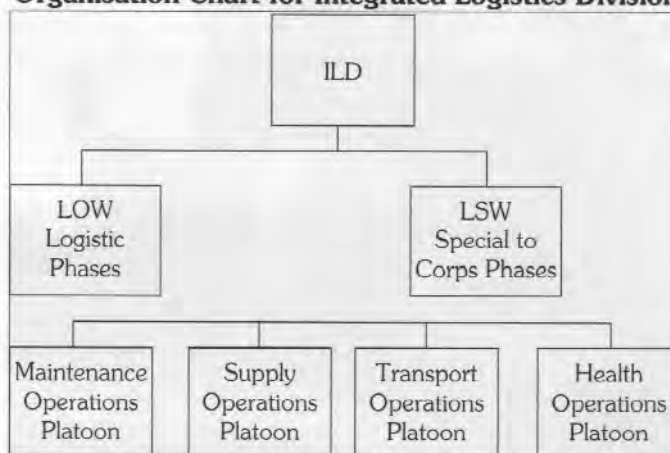 Organisation Chart for Integrated Logistics Division
ILD
LOW
Logistic
Phases
LSW
Special to
Corps Phases
Maintenance
Operations
Platoon
Supply
Operations
Platoon
Transport
Operations
Platoon
Health
Operations
Platoon